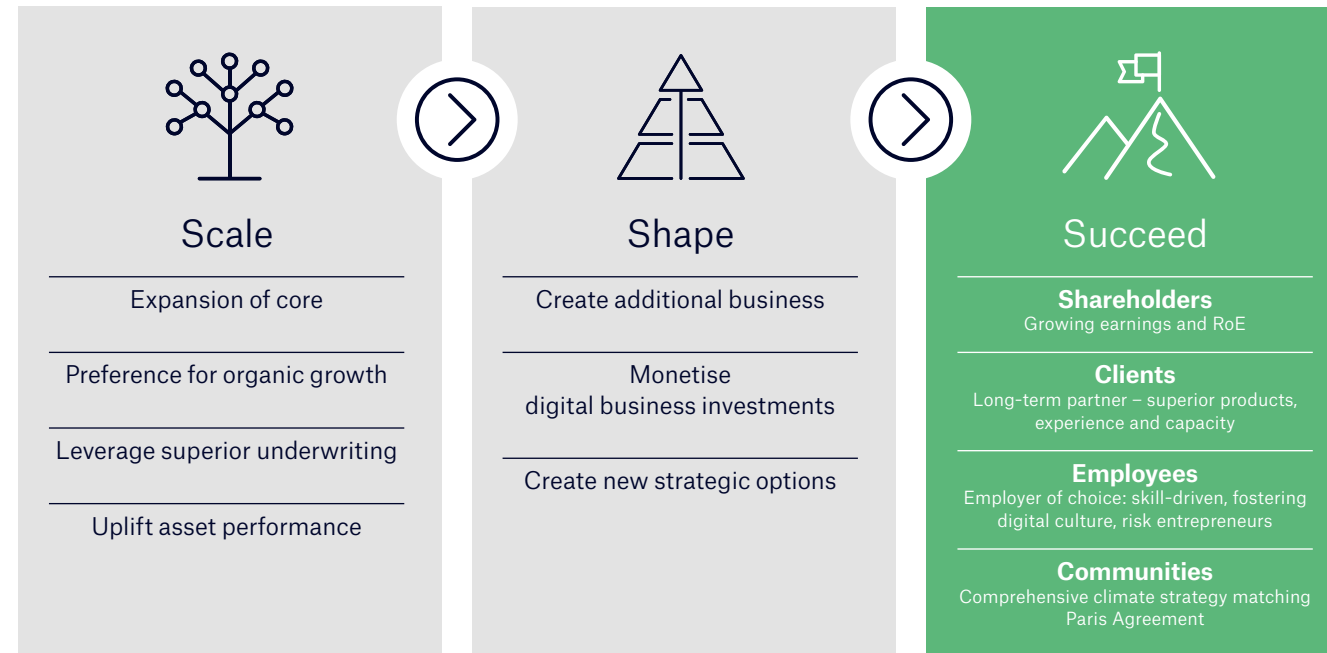 Scale
Expansion of core
Preference for organic growth
Leverage superior underwriting
Uplift asset performance
Shape
Create additional business
Monetise
digital business investments
Create new strategic options
Succeed
Shareholders
Growing earnings and RoE
Clients
Long-term partner – superior products,
experience and capacity
Employees
Employer of choice: skill-driven, fostering
digital culture, risk entrepreneurs
Communities
Comprehensive climate strategy matching
Paris Agreement